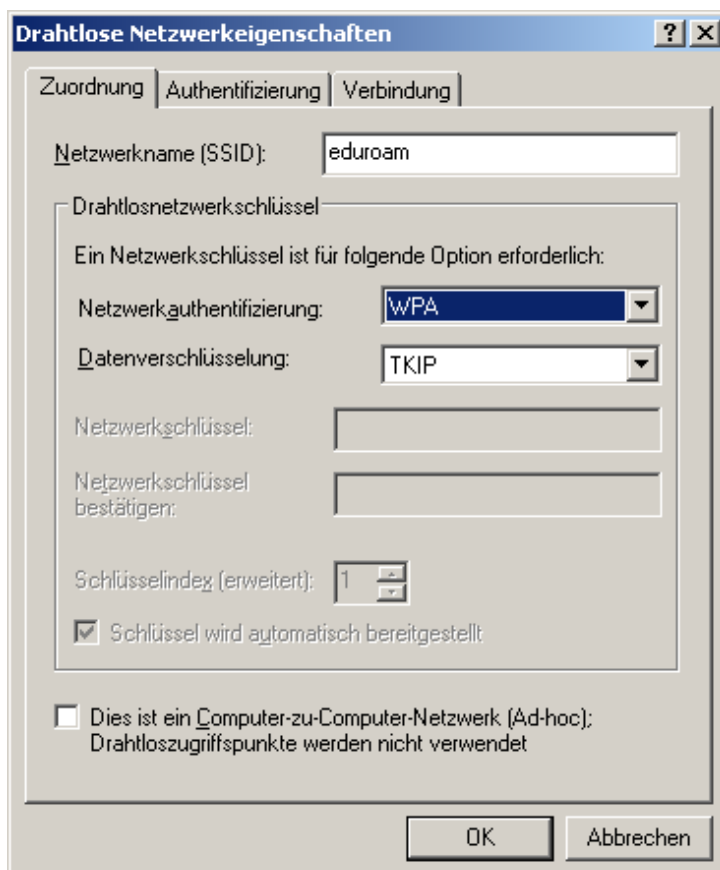 Drahtlose Netzwerkeigenschaften
Zuordnung Authentifizierung Verbindung
Netzwerkname (SSID): eduroam
Drahtlosnetzwerkschlüssel
Ein Netzwerkschlüssel ist für folgende Option erforderlich:
Netzwerkauthentifizierung: WPA
Datenverschlüsselung: TKIP
Netzwerkschlüssel:
Netzwerkschlüssel
bestätigen:
Schlüsselindex (erweitert): 1
Schlüssel wird automatisch bereitgestellt
Dies ist ein Computer-zu-Computer-Netzwerk (Ad-hoc);
Drahtloszugriffspunkte werden nicht verwendet
OK Abbrechen